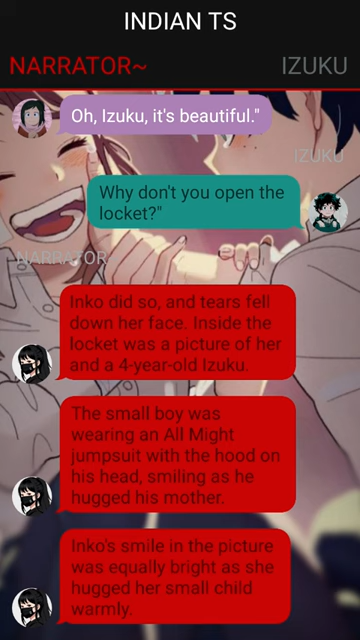 INDIAN TS
NARRATOR~ IZUKU
Oh, Izuku, it's beautiful."
IZUKU
Why don't you open the
locket?"
NARRATOR
Inko did so, and tears fell
down her face. Inside the
locket was a picture of her
and a 4-year-old Izuku.
The small boy was
wearing an All Might
jumpsuit with the hood on
his head, smiling as he
hugged his mother.
Inko's smile in the picture
was equally bright as she
hugged her small child
warmly.